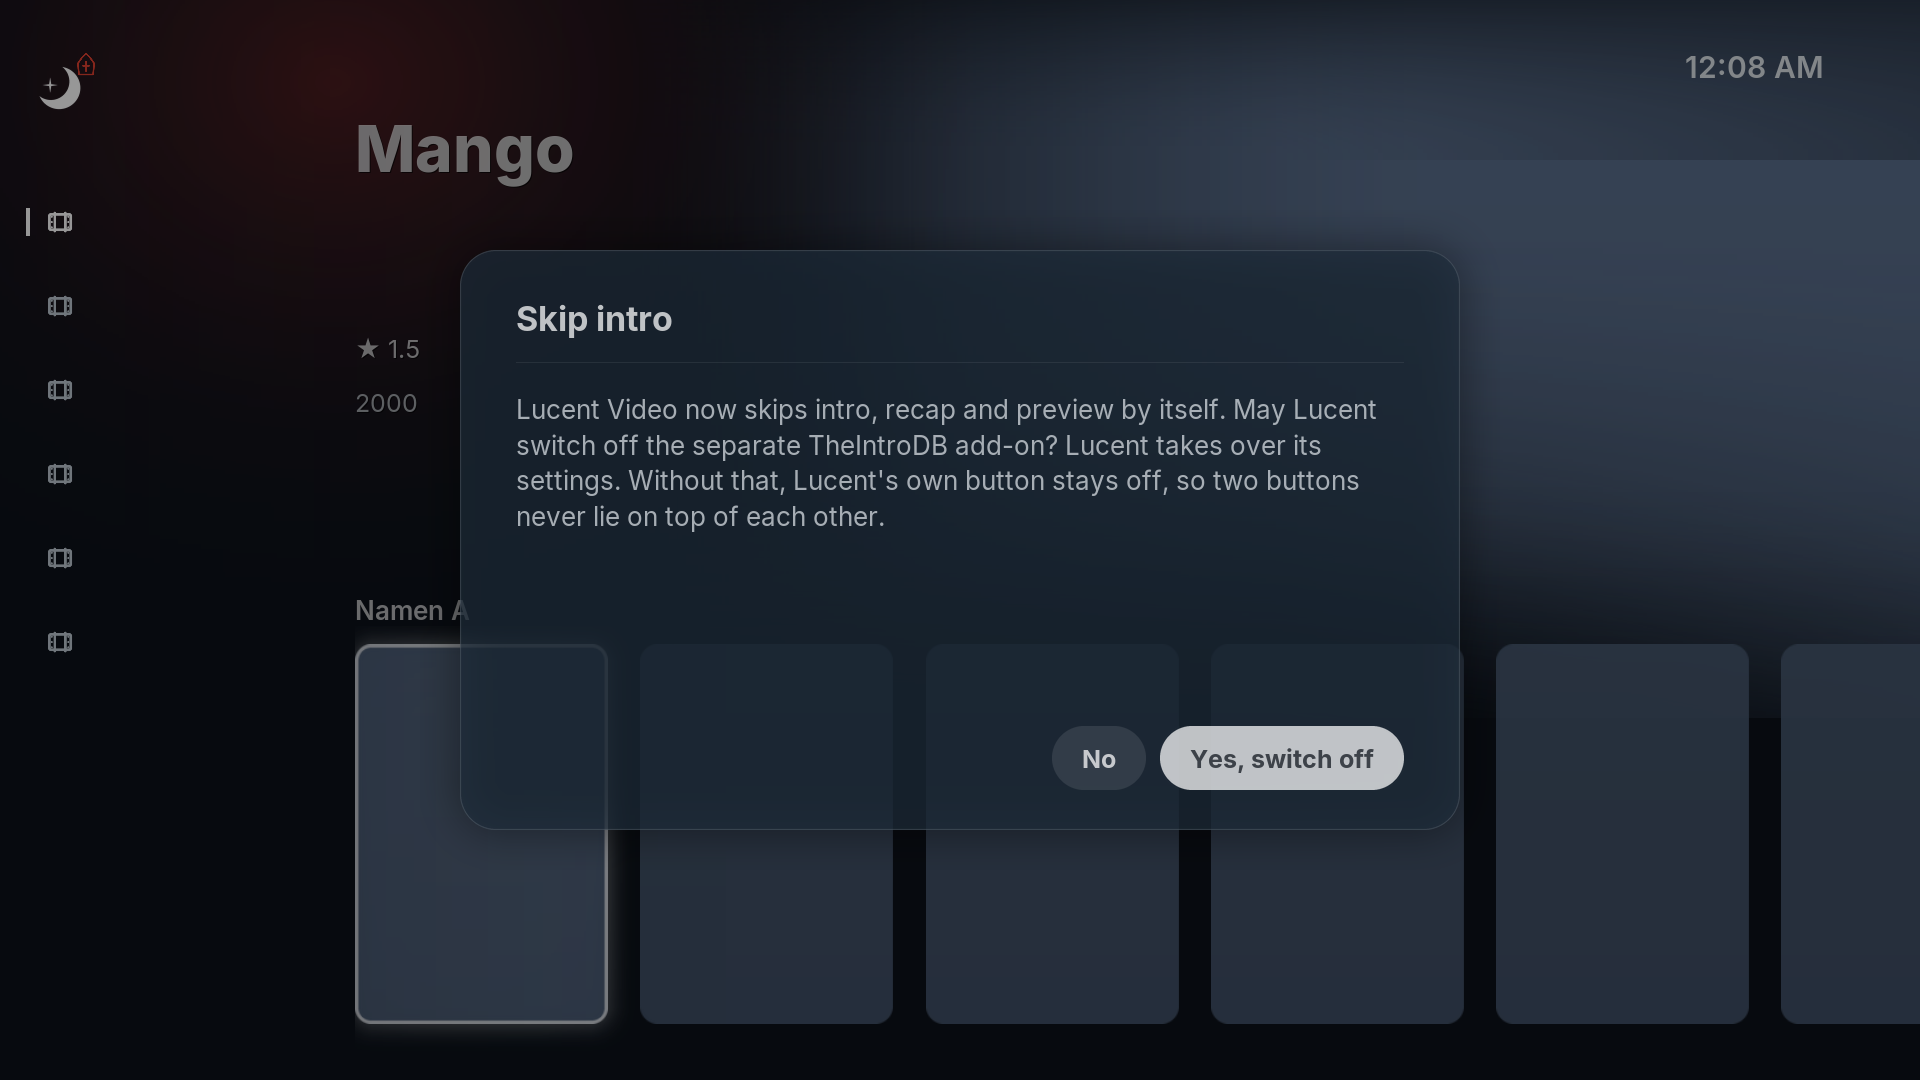 12:08 AM
Mango
★ 1.5
2000
Skip intro
Lucent Video now skips intro, recap and preview by itself. May Lucent
switch off the separate TheIntroDB add-on? Lucent takes over its
settings. Without that, Lucent's own button stays off, so two buttons
never lie on top of each other.
Namen A
No
Yes, switch off